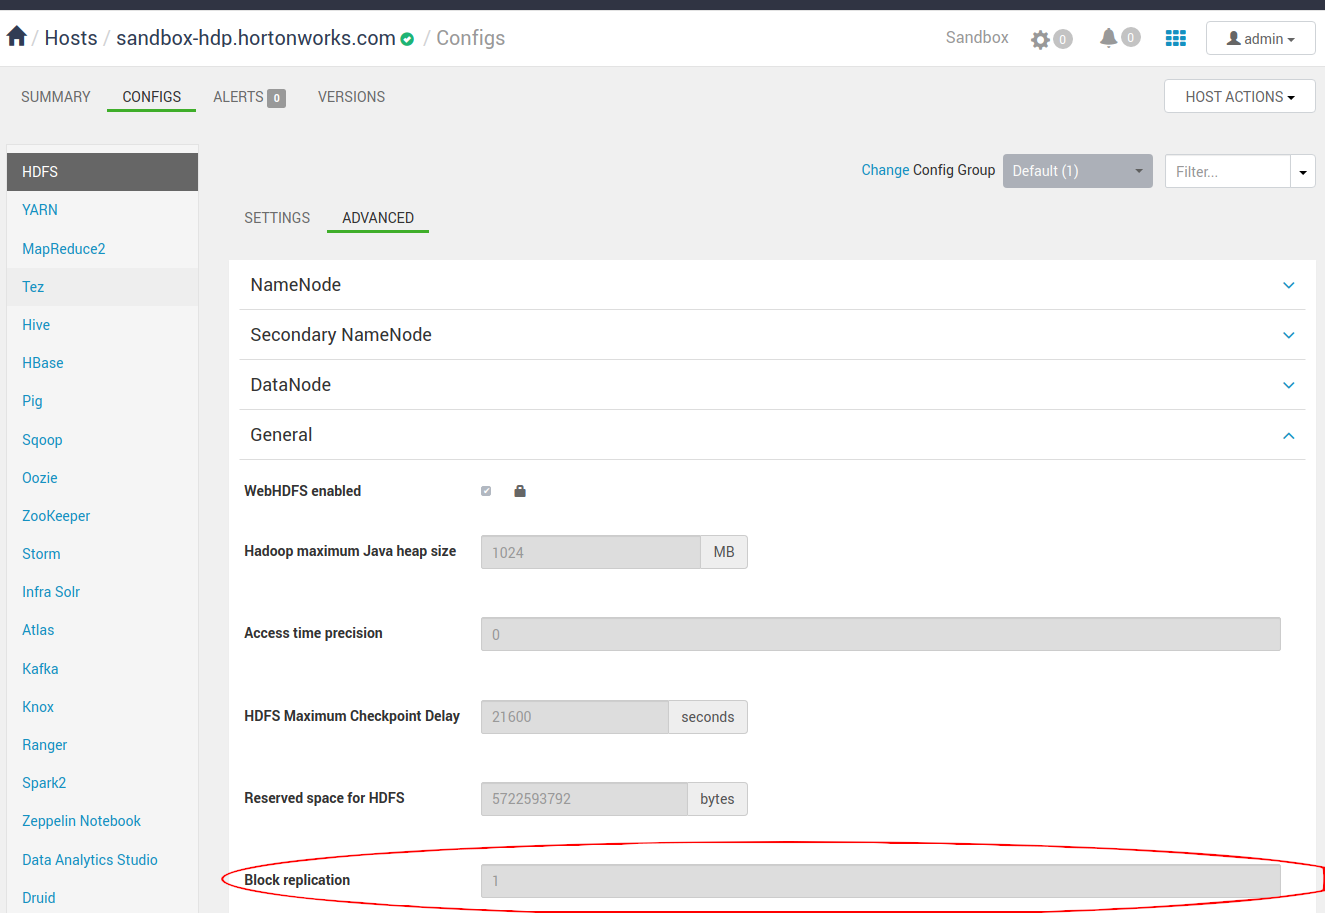 / Hosts / sandbox-hdp.hortonworks.com / Configs Sandbox 0 0 admin
SUMMARY CONFIGS ALERTS 0 VERSIONS HOST ACTIONS
HDFS
YARN
MapReduce2
Tez
Hive
HBase
Pig
Sqoop
Oozie
ZooKeeper
Storm
Infra Solr
Atlas
Kafka
Knox
Ranger
Spark2
Zeppelin Notebook
Data Analytics Studio
Druid
Change Config Group Default (1) Filter...
SETTINGS ADVANCED
NameNode
Secondary NameNode
DataNode
General
WebHDFS enabled
Hadoop maximum Java heap size 1024 MB
Access time precision 0
HDFS Maximum Checkpoint Delay 21600 seconds
Reserved space for HDFS 5722593792 bytes
Block replication 1